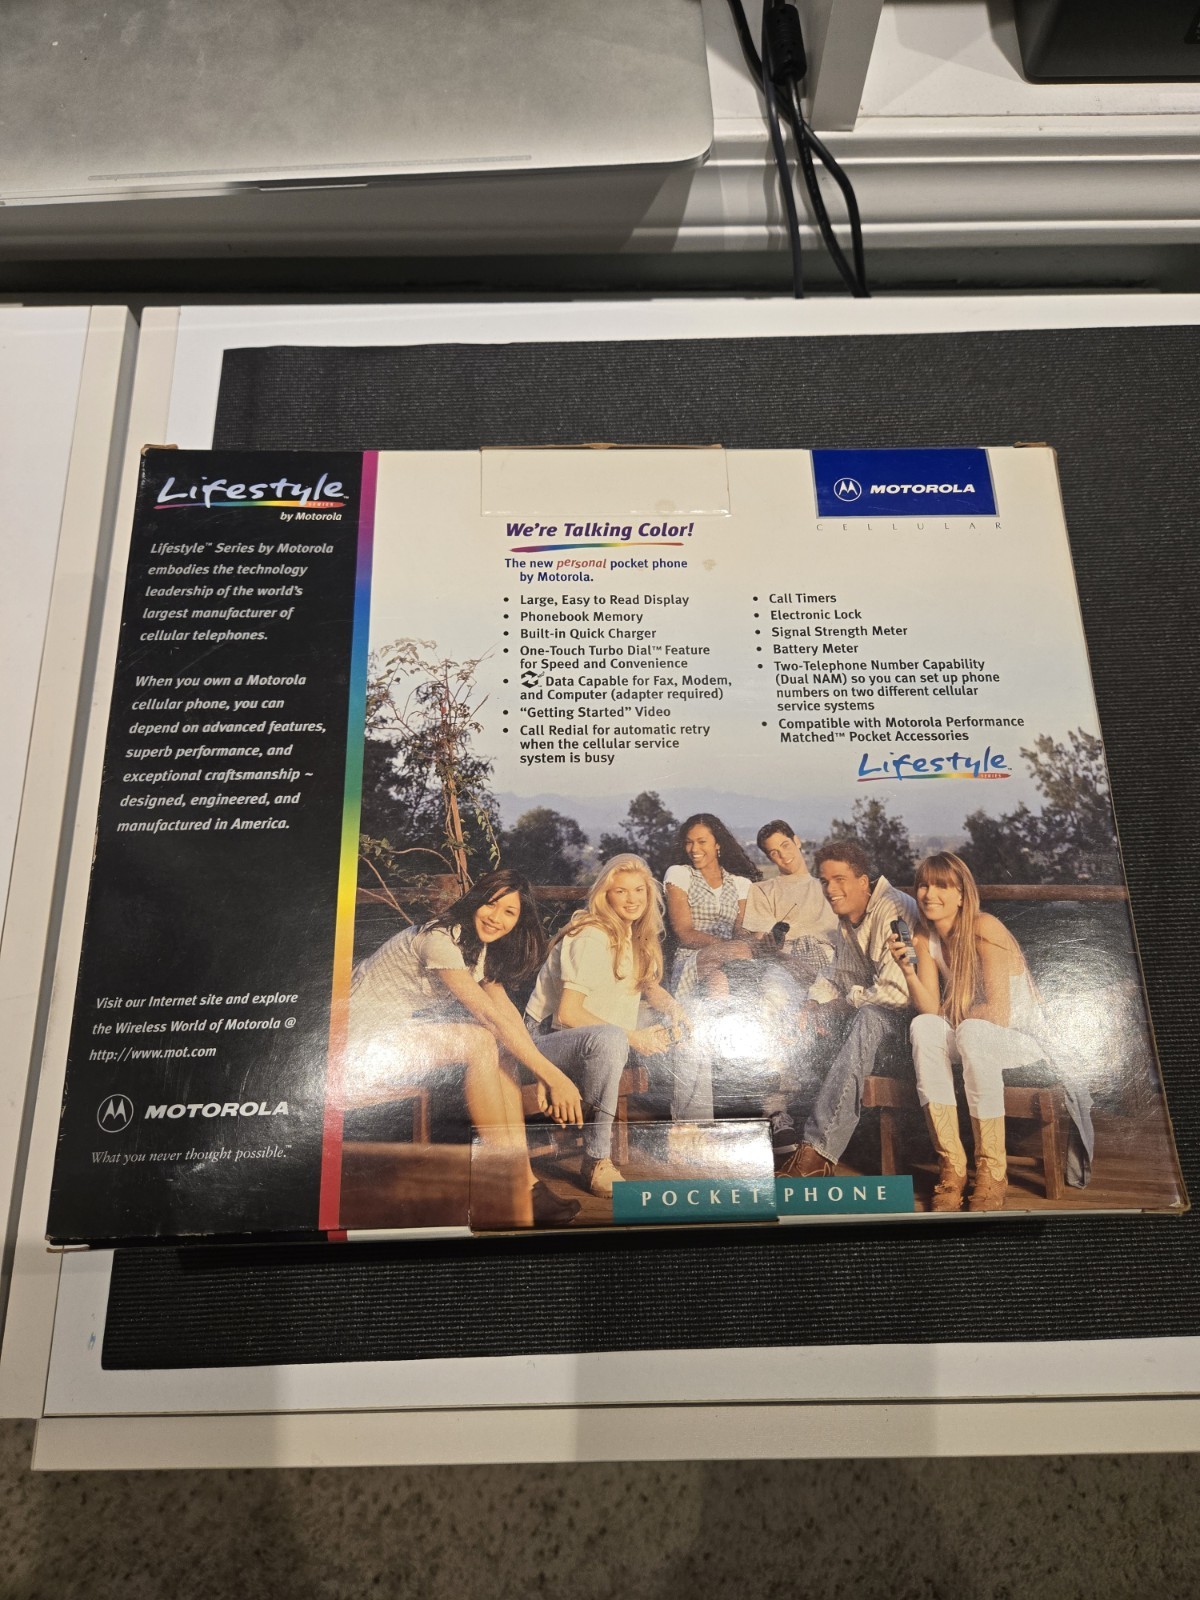 Lifestyle™
SERIES
by Motorola
Lifestyle™ Series by Motorola
embodies the technology
leadership of the world's
largest manufacturer of
cellular telephones.
When you own a Motorola
cellular phone, you can
depend on advanced features,
superb performance, and
exceptional craftsmanship ~
designed, engineered, and
manufactured in America.
Visit our Internet site and explore
the Wireless World of Motorola @
http://www.mot.com
MOTOROLA
What you never thought possible.™
We're Talking Color!
The new personal pocket phone
by Motorola.
• Large, Easy to Read Display
• Phonebook Memory
• Built-in Quick Charger
• One-Touch Turbo Dial™ Feature
for Speed and Convenience
• Data Capable for Fax, Modem,
and Computer (adapter required)
• "Getting Started" Video
• Call Redial for automatic retry
when the cellular service
system is busy
MOTOROLA
CELLULAR
• Call Timers
• Electronic Lock
• Signal Strength Meter
• Battery Meter
• Two-Telephone Number Capability
(Dual NAM) so you can set up phone
numbers on two different cellular
service systems
• Compatible with Motorola Performance
Matched™ Pocket Accessories
Lifestyle™
SERIES
POCKET PHONE